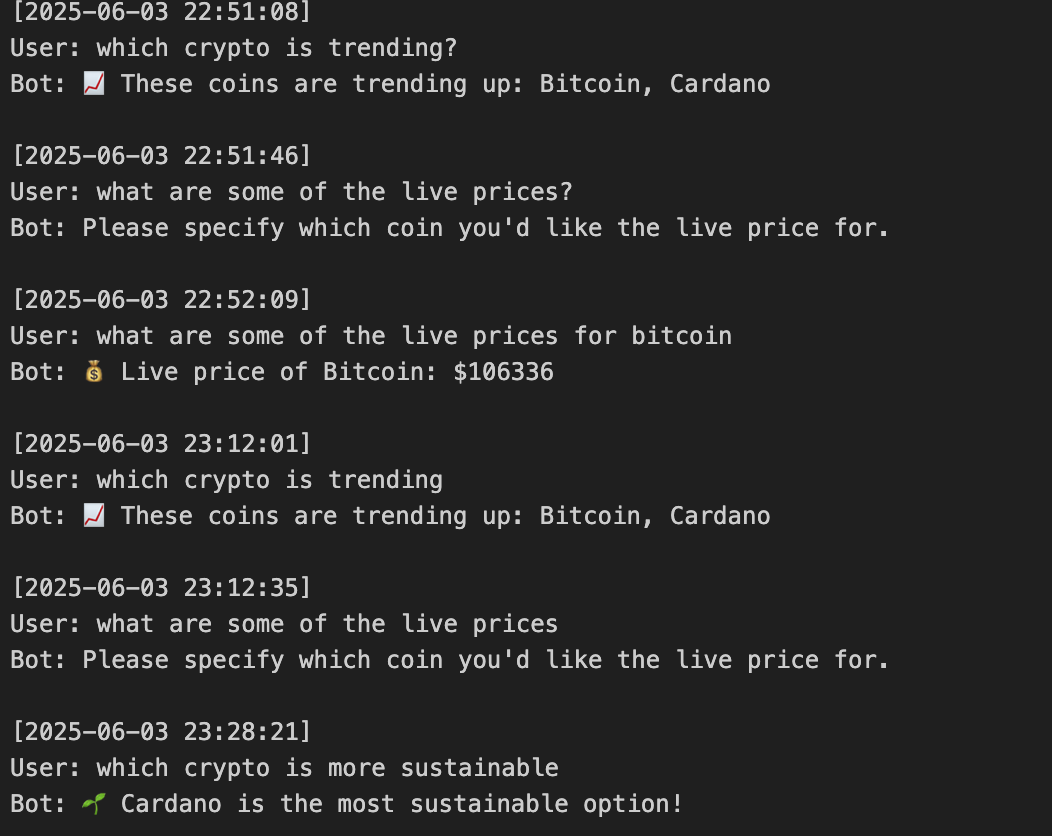 [2025-06-03 22:51:08]
User: which crypto is trending?
Bot: 📈 These coins are trending up: Bitcoin, Cardano
[2025-06-03 22:51:46]
User: what are some of the live prices?
Bot: Please specify which coin you'd like the live price for.
[2025-06-03 22:52:09]
User: what are some of the live prices for bitcoin
Bot: 💰 Live price of Bitcoin: $106336
[2025-06-03 23:12:01]
User: which crypto is trending
Bot: 📈 These coins are trending up: Bitcoin, Cardano
[2025-06-03 23:12:35]
User: what are some of the live prices
Bot: Please specify which coin you'd like the live price for.
[2025-06-03 23:28:21]
User: which crypto is more sustainable
Bot: 🌱 Cardano is the most sustainable option!